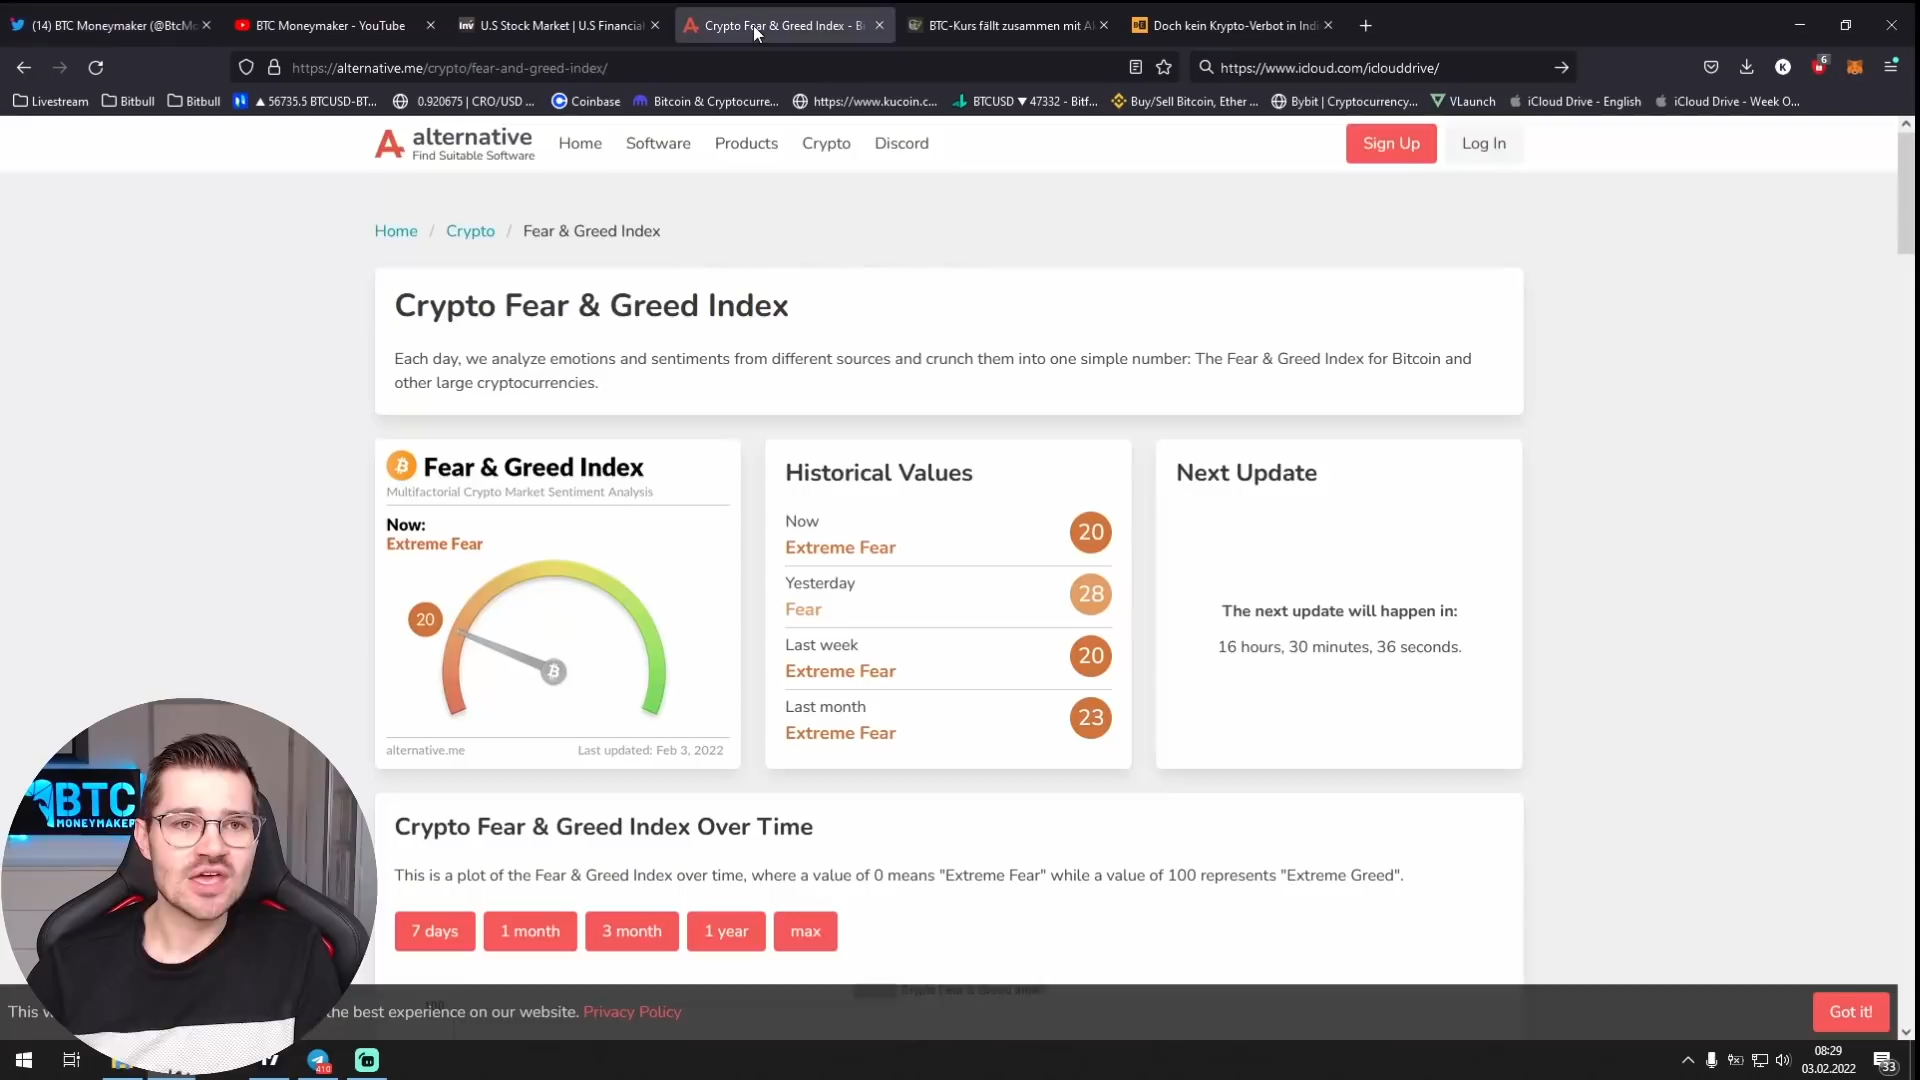 (14) BTC Moneymaker (@BtcM
BTC Moneymaker - YouTube
Inv U.S Stock Market | U.S Financial
Crypto Fear & Greed Index - Bi
BTC-Kurs fällt zusammen mit A
Doch kein Krypto-Verbot in Indi
https://alternative.me/crypto/fear-and-greed-index/
https://www.icloud.com/iclouddrive/
K
6
Livestream
Bitbull
Bitbull
▲ 56735.5 BTCUSD-BT...
0.920675 | CRO/USD ...
Coinbase
Bitcoin & Cryptocurre...
https://www.kucoin.c...
BTCUSD ▼ 47332 - Bitf...
Buy/Sell Bitcoin, Ether ...
Bybit | Cryptocurrency...
VLaunch
iCloud Drive - English
iCloud Drive - Week O...
alternative
Find Suitable Software
Home
Software
Products
Crypto
Discord
Sign Up
Log In
Home / Crypto / Fear & Greed Index
Crypto Fear & Greed Index
Each day, we analyze emotions and sentiments from different sources and crunch them into one simple number: The Fear & Greed Index for Bitcoin and
other large cryptocurrencies.
Fear & Greed Index
Multifactorial Crypto Market Sentiment Analysis
Now:
Extreme Fear
20
alternative.me
Last updated: Feb 3, 2022
Historical Values
Now
Extreme Fear
20
Yesterday
Fear
28
Last week
Extreme Fear
20
Last month
Extreme Fear
23
Next Update
The next update will happen in:
16 hours, 30 minutes, 36 seconds.
Crypto Fear & Greed Index Over Time
This is a plot of the Fear & Greed Index over time, where a value of 0 means "Extreme Fear" while a value of 100 represents "Extreme Greed".
7 days
1 month
3 month
1 year
max
100
Crypto Fear & Greed Index
This
the best experience on our website. Privacy Policy
Got it!
BTC
MONEYMAKER
410
08:29
03.02.2022
33